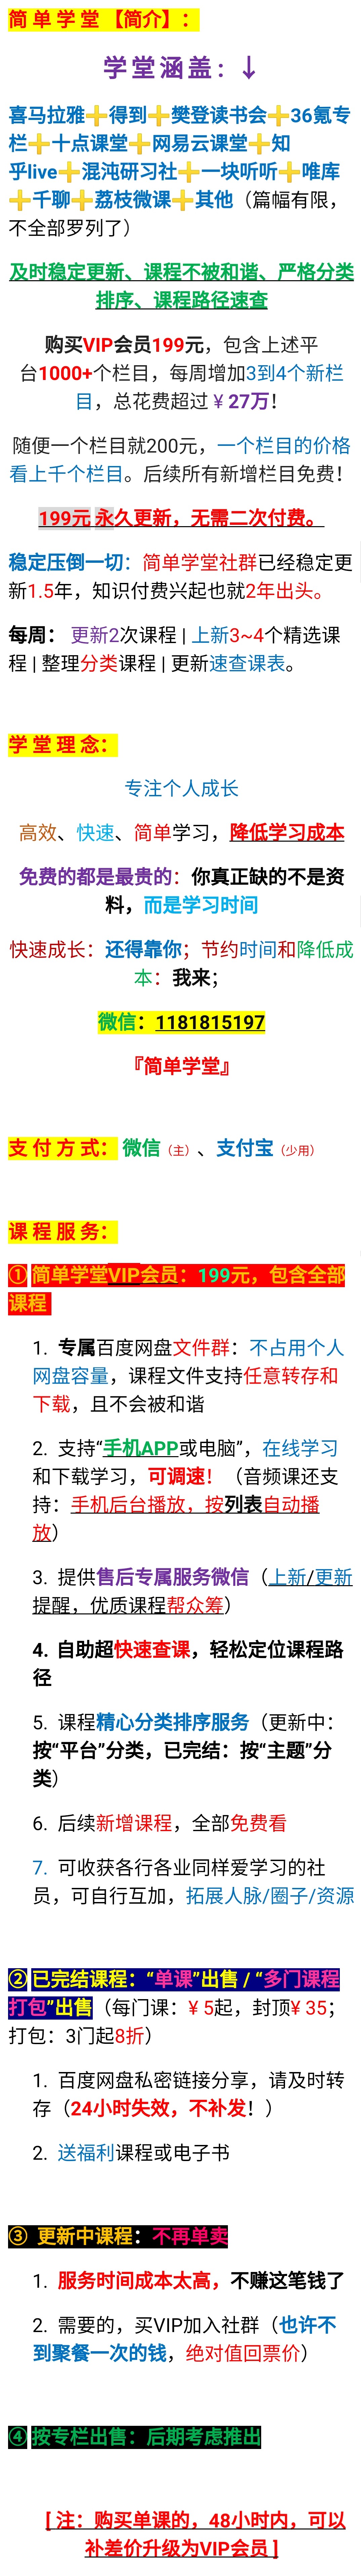 简 单 学 堂 【简介】：
学 堂 涵 盖 ：↓
喜马拉雅➕得到➕樊登读书会➕36氪专
栏➕十点课堂➕网易云课堂➕知
乎live➕混沌研习社➕一块听听➕唯库
➕千聊➕荔枝微课➕其他（篇幅有限，
不全部罗列了）
及时稳定更新、课程不被和谐、严格分类
排序、课程路径速查
购买VIP会员199元，包含上述平
台1000+个栏目，每周增加3到4个新栏
目，总花费超过 ¥ 27万！
随便一个栏目就200元，一个栏目的价格
看上千个栏目。后续所有新增栏目免费！
199元 永久更新，无需二次付费。
稳定压倒一切：简单学堂社群已经稳定更
新1.5年，知识付费兴起也就2年出头。
每周： 更新2次课程 | 上新3~4个精选课
程 | 整理分类课程 | 更新速查课表。
学 堂 理 念：
专注个人成长
高效、快速、简单学习，降低学习成本
免费的都是最贵的：你真正缺的不是资
料，而是学习时间
快速成长：还得靠你；节约时间和降低成
本：我来；
微信：1181815197
『简单学堂』
支 付 方 式： 微信（主）、支付宝（少用）
课 程 服 务：
① 简单学堂VIP会员：199元，包含全部
课程
1. 专属百度网盘文件群：不占用个人
网盘容量，课程文件支持任意转存和
下载，且不会被和谐
2. 支持“手机APP或电脑”，在线学习
和下载学习，可调速！（音频课还支
持：手机后台播放，按列表自动播
放）
3. 提供售后专属服务微信（上新/更新
提醒，优质课程帮众筹）
4. 自助超快速查课，轻松定位课程路
径
5. 课程精心分类排序服务（更新中：
按“平台”分类，已完结：按“主题”分
类）
6. 后续新增课程，全部免费看
7. 可收获各行各业同样爱学习的社
员，可自行互加，拓展人脉/圈子/资源
② 已完结课程：“单课”出售 / “多门课程
打包”出售（每门课：¥ 5起，封顶¥ 35；
打包：3门起8折）
1. 百度网盘私密链接分享，请及时转
存（24小时失效，不补发！）
2. 送福利课程或电子书
③ 更新中课程：不再单卖
1. 服务时间成本太高，不赚这笔钱了
2. 需要的，买VIP加入社群（也许不
到聚餐一次的钱，绝对值回票价）
④ 按专栏出售：后期考虑推出
[ 注：购买单课的，48小时内，可以
补差价升级为VIP会员 ]